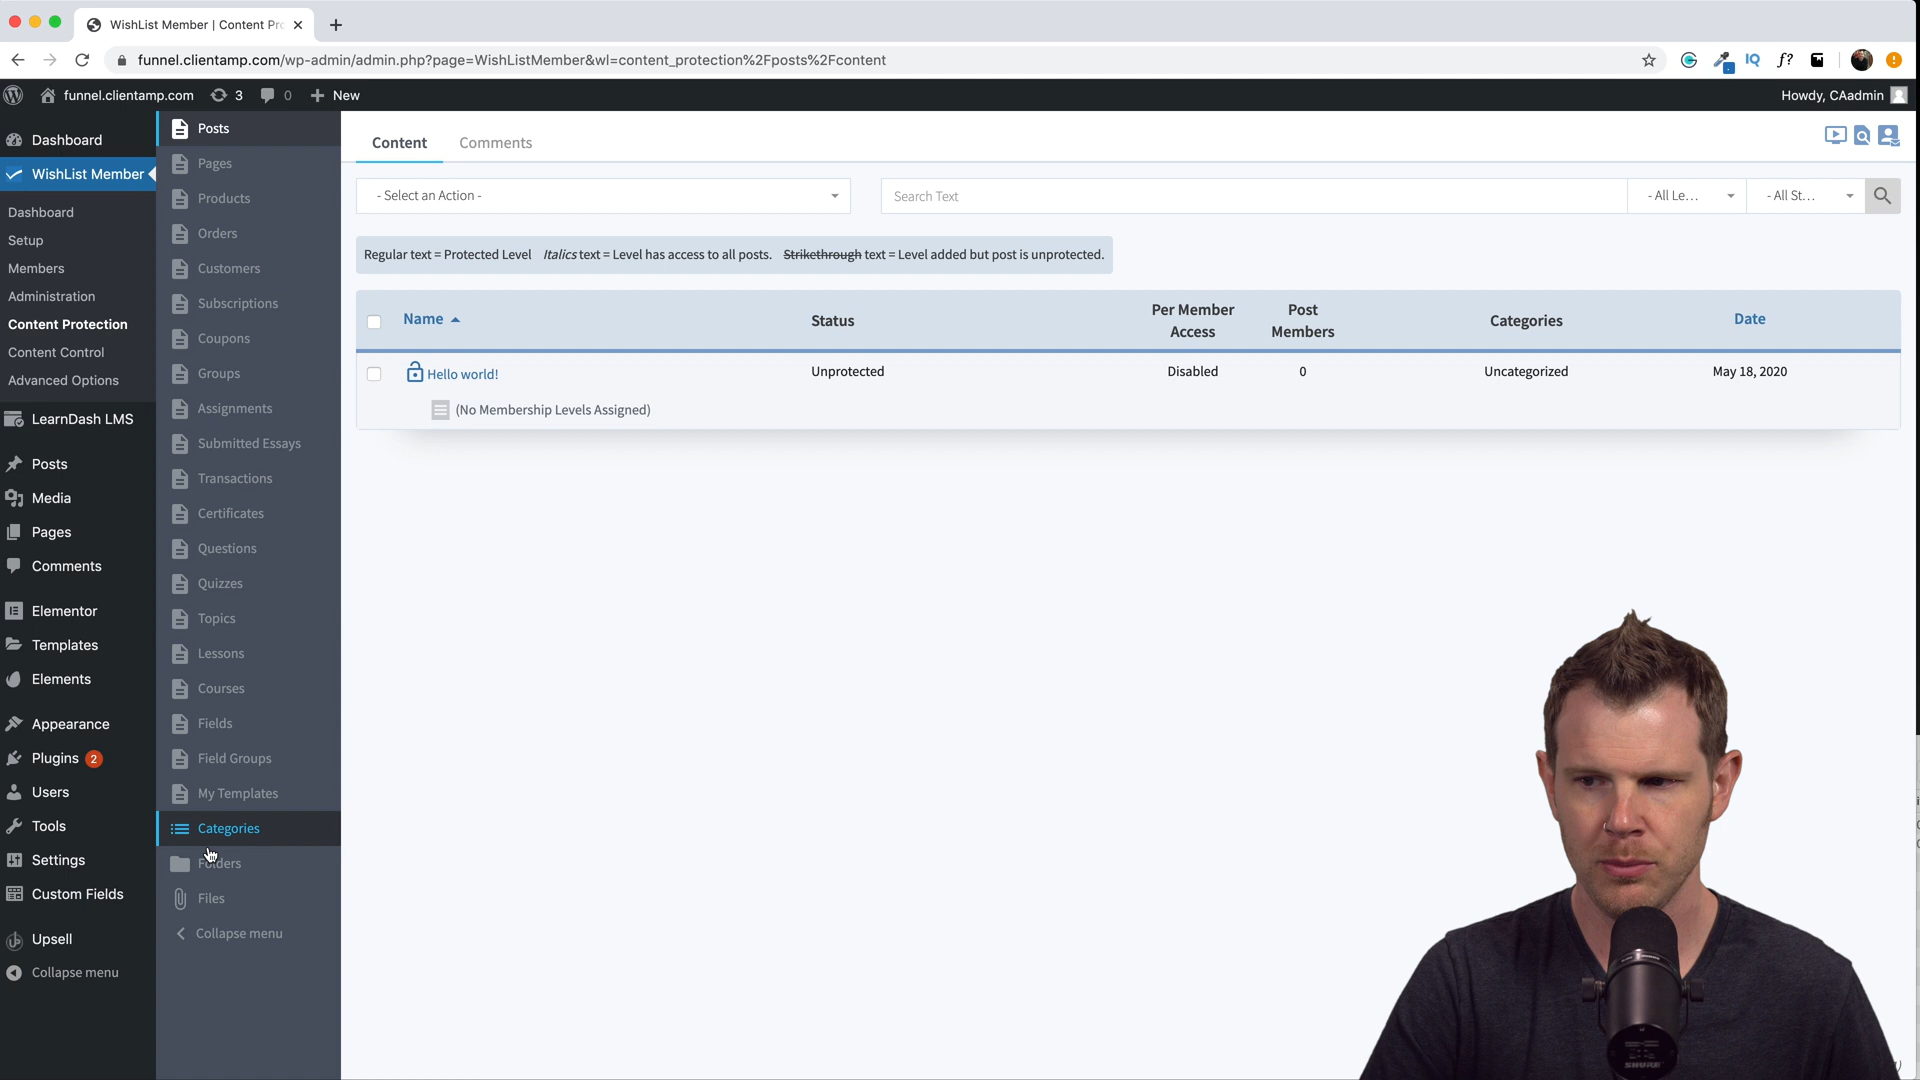 WishList Member | Content Pro
funnel.clientamp.com/wp-admin/admin.php?page=WishListMember&wl=content_protection%2Fposts%2Fcontent
IQ
f?
funnel.clientamp.com
3
0
New
Howdy, CAadmin
Dashboard
WishList Member
Dashboard
Setup
Members
Administration
Content Protection
Content Control
Advanced Options
LearnDash LMS
Posts
Media
Pages
Comments
Elementor
Templates
Elements
Appearance
Plugins 2
Users
Tools
Settings
Custom Fields
Upsell
Collapse menu
Posts
Pages
Products
Orders
Customers
Subscriptions
Coupons
Groups
Assignments
Submitted Essays
Transactions
Certificates
Questions
Quizzes
Topics
Lessons
Courses
Fields
Field Groups
My Templates
Categories
Folders
Files
Collapse menu
Content Comments
- Select an Action -
Search Text
- All Le...
- All St...
Regular text = Protected Level Italics text = Level has access to all posts. Strikethrough text = Level added but post is unprotected.
Name Status Per Member Access Post Members Categories Date
Hello world! Unprotected Disabled 0 Uncategorized May 18, 2020
(No Membership Levels Assigned)
SHURE